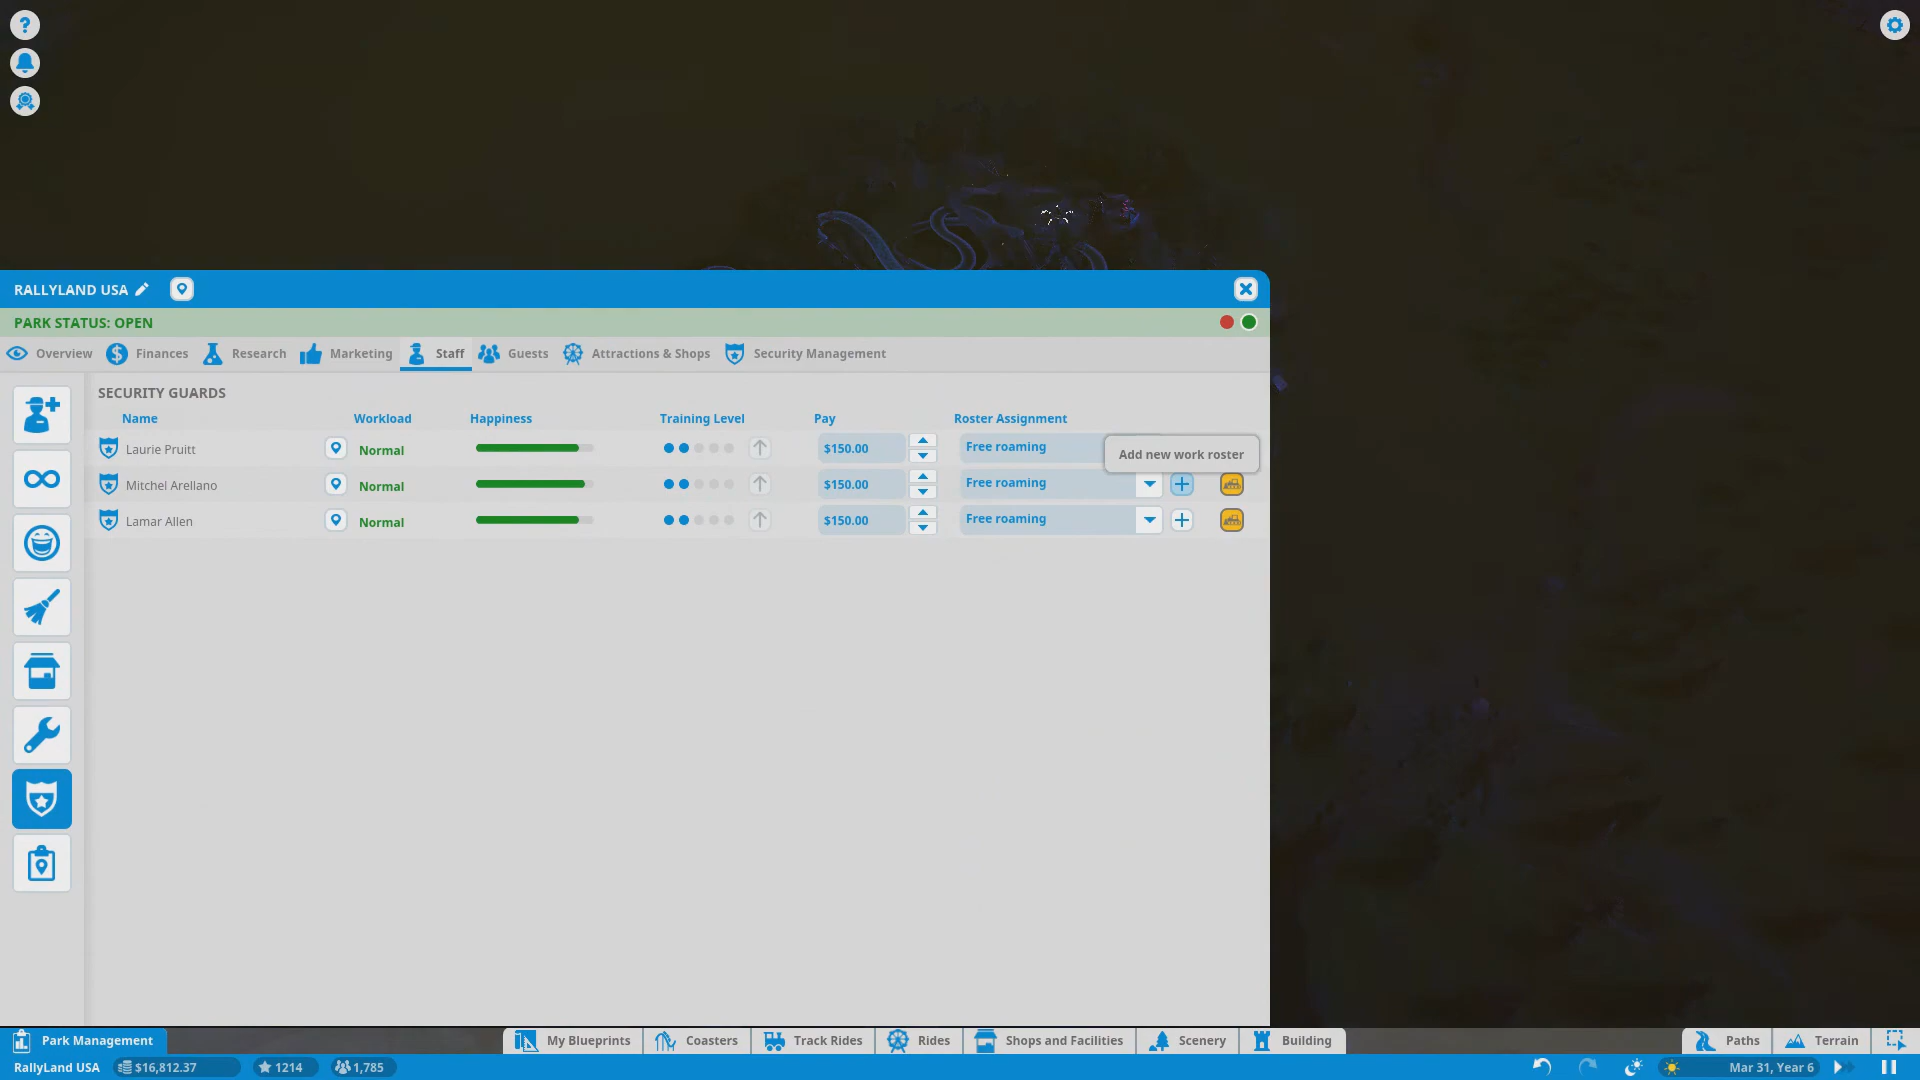 RALLYLAND USA
PARK STATUS: OPEN
Overview Finances Research Marketing Staff Guests Attractions & Shops Security Management
SECURITY GUARDS
Name Workload Happiness Training Level Pay Roster Assignment
Laurie Pruitt Normal $150.00 Free roaming
Add new work roster
Mitchel Arellano Normal $150.00 Free roaming
Lamar Allen Normal $150.00 Free roaming
Park Management My Blueprints Coasters Track Rides Rides Shops and Facilities Scenery Building Paths Terrain
RallyLand USA $16,812.37 1214 1,785 Mar 31, Year 6